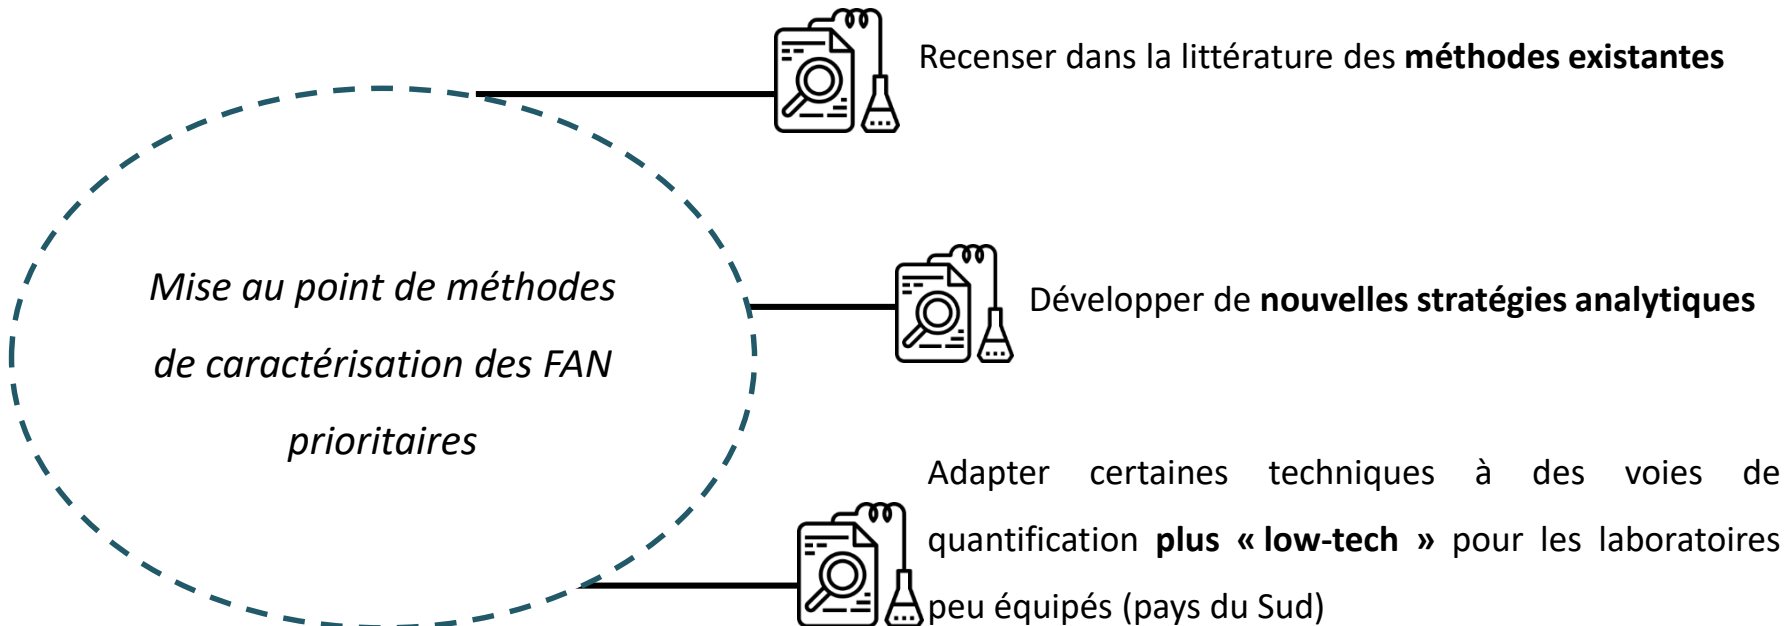 Recenser dans la littérature des méthodes existantes
Mise au point de méthodes
de caractérisation des FAN
prioritaires
Développer de nouvelles stratégies analytiques
Adapter certaines techniques à des voies de
quantification plus « low-tech » pour les laboratoires
peu équipés (pays du Sud)